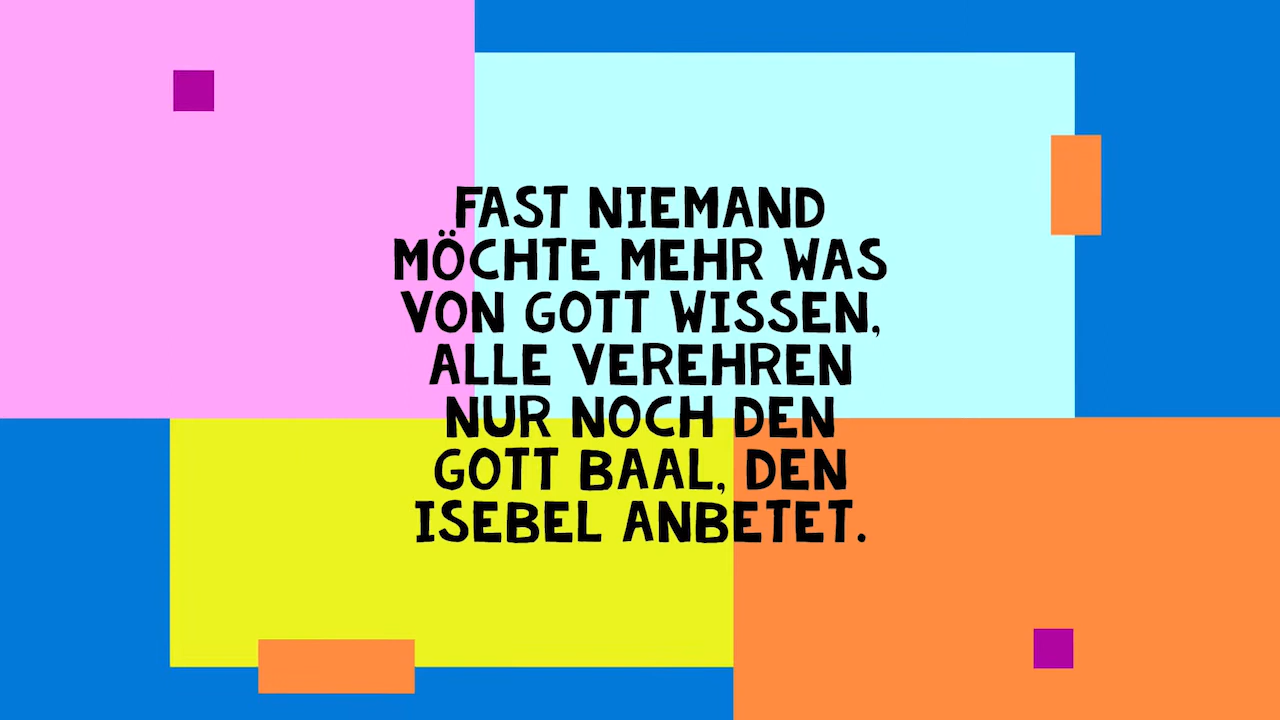 FAST NIEMAND
MÖCHTE MEHR WAS
VON GOTT WISSEN,
ALLE VEREHREN
NUR NOCH DEN
GOTT BAAL, DEN
ISEBEL ANBETET.